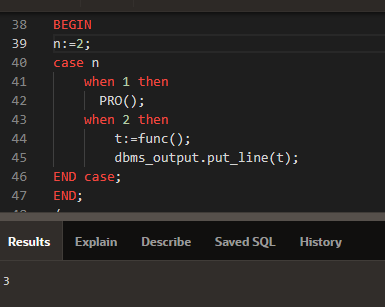 38 BEGIN
39 n:=2;
40 case n
41 when 1 then
42 PRO();
43 when 2 then
44 t:=func();
45 dbms_output.put_line(t);
46 END case;
47 END;
Results Explain Describe Saved SQL History
3